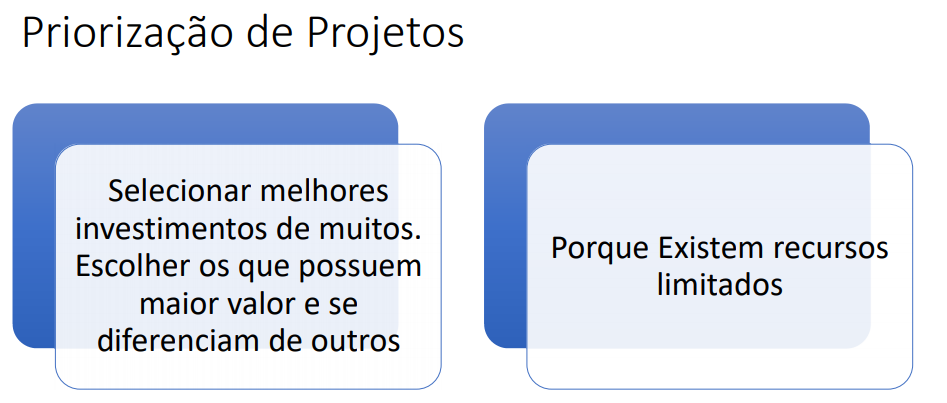 Priorização de Projetos
Selecionar melhores
investimentos de muitos.
Escolher os que possuem
maior valor e se
diferenciam de outros
Porque Existem recursos
limitados